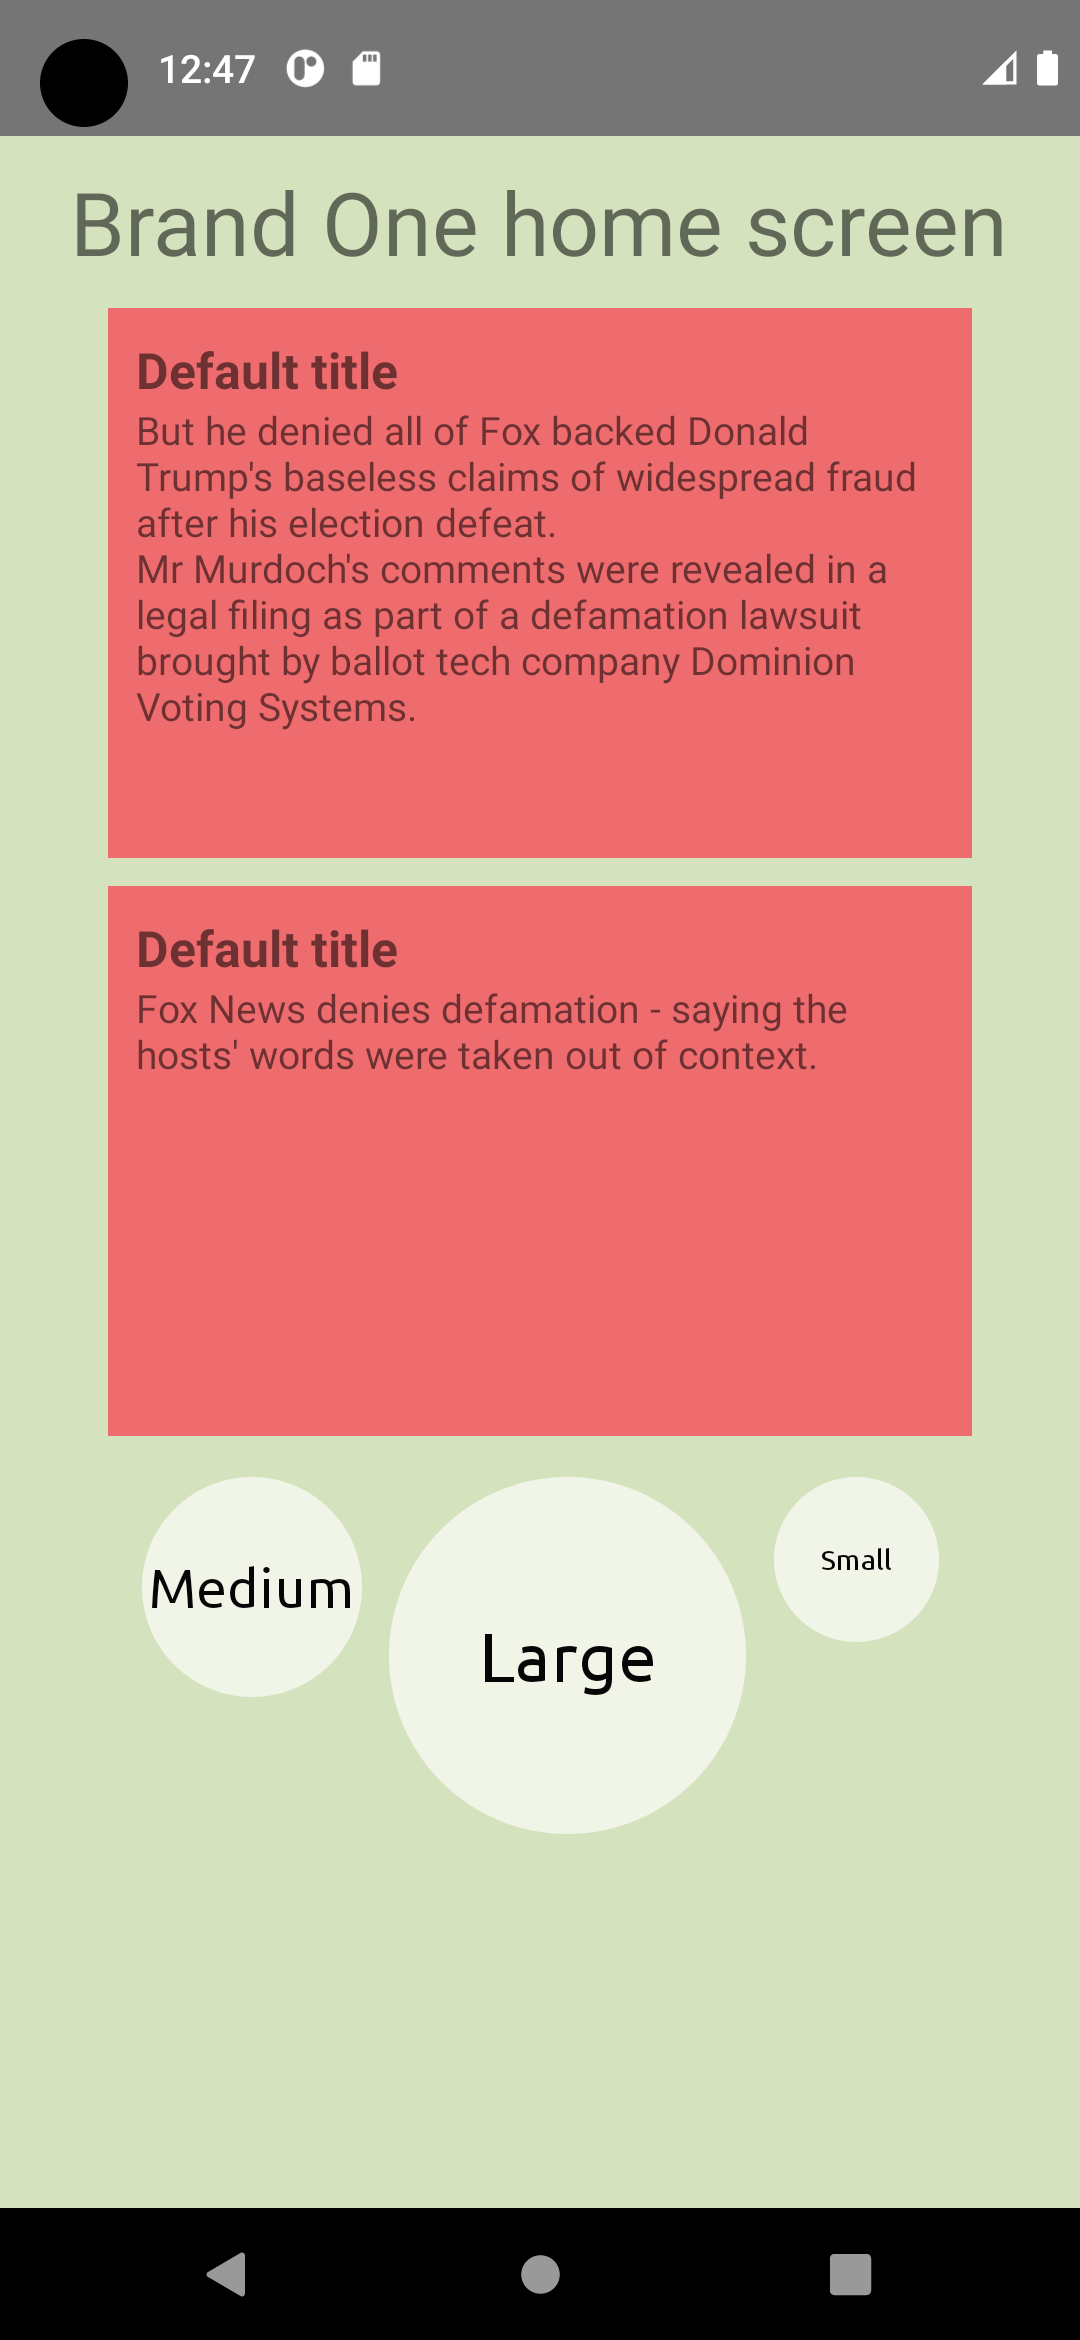 12:47
Brand One home screen
Default title
But he denied all of Fox backed Donald
Trump's baseless claims of widespread fraud
after his election defeat.
Mr Murdoch's comments were revealed in a
legal filing as part of a defamation lawsuit
brought by ballot tech company Dominion
Voting Systems.
Default title
Fox News denies defamation - saying the
hosts' words were taken out of context.
Medium
Large
Small